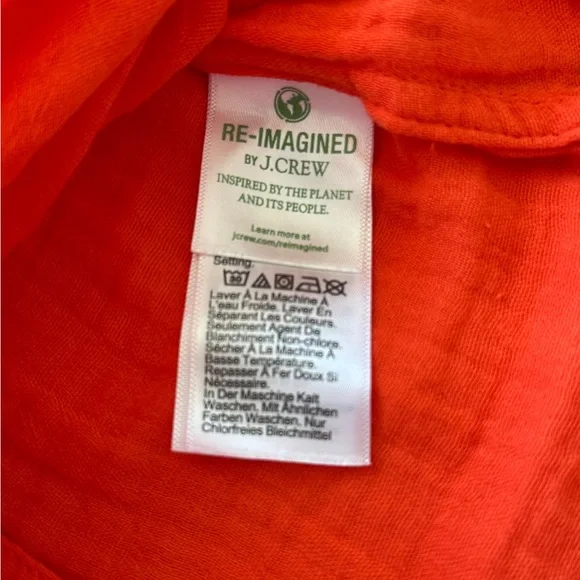 RE-IMAGINED
BY J.CREW
INSPIRED BY THE PLANET
AND ITS PEOPLE.
Learn more at
jcrew.com/reimagined
Setting.
30
Laver À La Machine À
L'eau Froide. Laver En
Séparant Les Couleurs.
Seulement Agent De
Blanchiment Non-chlore.
Sécher À La Machine À
Basse Température.
Repasser À Fer Doux Si
Nécessaire.
In Der Maschine Kalt
Waschen. Mit Ähnlichen
Farben Waschen. Nur
Chlorfreies Bleichmittel